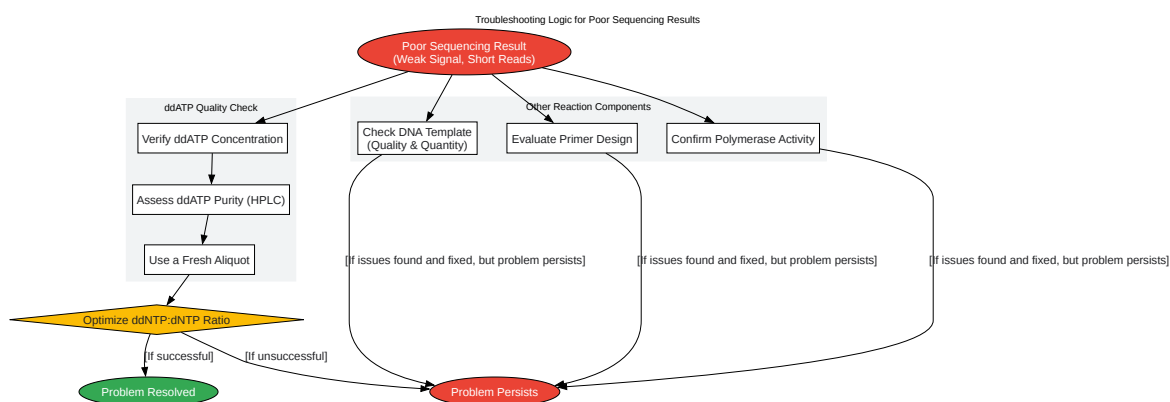 Troubleshooting Logic for Poor Sequencing Results
Poor Sequencing Result
(Weak Signal, Short Reads)
ddATP Quality Check
Other Reaction Components
Verify ddATP Concentration
Check DNA Template
(Quality & Quantity)
Evaluate Primer Design
Confirm Polymerase Activity
Assess ddATP Purity (HPLC)
Use a Fresh Aliquot
[If issues found and fixed, but problem persists]
[If issues found and fixed, but problem persists]
[If issues found and fixed, but problem persists]
Optimize ddNTP:dNTP Ratio
[If successful]
[If unsuccessful]
Problem Resolved
Problem Persists